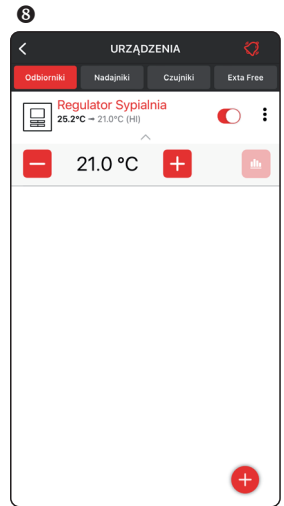 8
URZĄDZENIA
Odbiorniki Nadajniki Czujniki Exta Free
Regulator Sypialnia
25.2°C → 21.0°C (HI)
21.0 °C